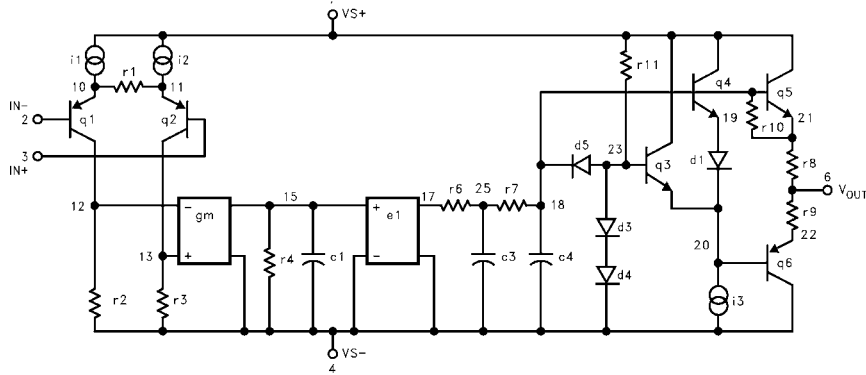 7
VS+
i1
i2
10
r1
11
r11
q4
q5
IN-
2
q1
q2
19
r10
21
3
IN+
d5
23
q3
d1
r8
6
VOUT
12
-
gm
15
+
e1
17
r6
25
r7
18
r9
13
+
-
d3
20
22
r4
c1
c3
c4
q6
r2
r3
d4
i3
VS-
4